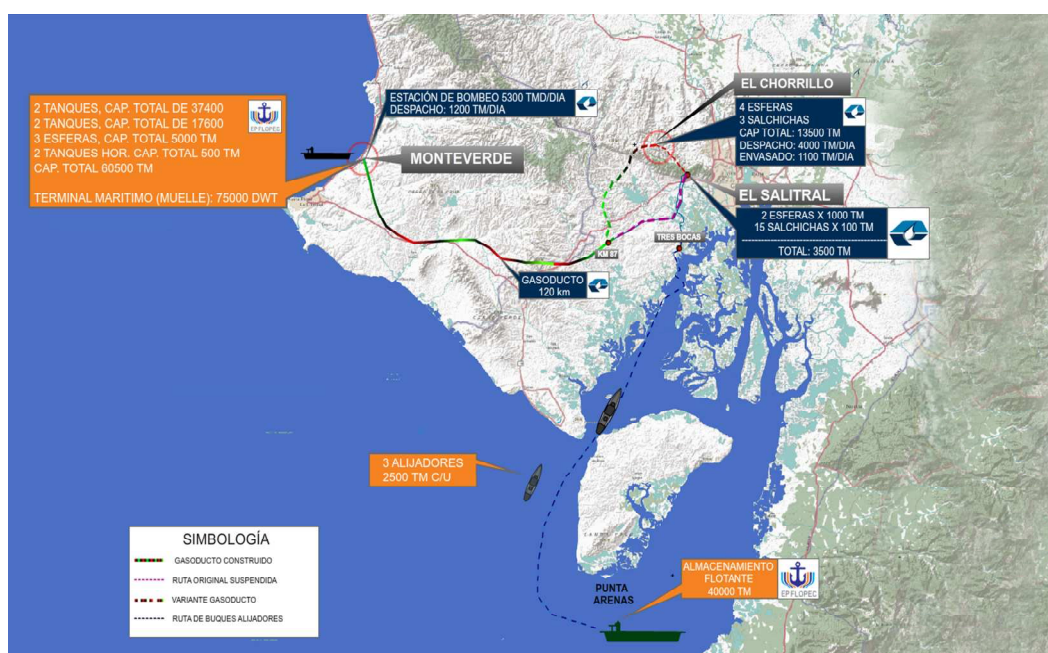 2 TANQUES, CAP. TOTAL DE 37400
2 TANQUES, CAP. TOTAL DE 17600
3 ESFERAS, CAP. TOTAL 5000 TM
2 TANQUES HOR. CAP. TOTAL 500 TM
CAP. TOTAL 60500 TM
TERMINAL MARITIMO (MUELLE): 75000 DWT
EP FLOPEC
ESTACIÓN DE BOMBEO 5300 TMD/DIA
DESPACHO: 1200 TM/DIA
MONTEVERDE
EL CHORRILLO
4 ESFERAS
3 SALCHICHAS
CAP TOTAL: 13500 TM
DESPACHO: 4000 TM/DIA
ENVASADO: 1100 TM/DIA
EL SALITRAL
2 ESFERAS X 1000 TM
15 SALCHICHAS X 100 TM
TOTAL: 3500 TM
TRES BOCAS
KM 87
GASODUCTO
120 km
3 ALIJADORES
2500 TM C/U
SIMBOLOGÍA
GASODUCTO CONSTRUIDO
RUTA ORIGINAL SUSPENDIDA
VARIANTE GASODUCTO
RUTA DE BUQUES ALIJADORES
PUNTA
ARENAS
ALMACENAMIENTO
FLOTANTE
40000 TM
EP FLOPEC